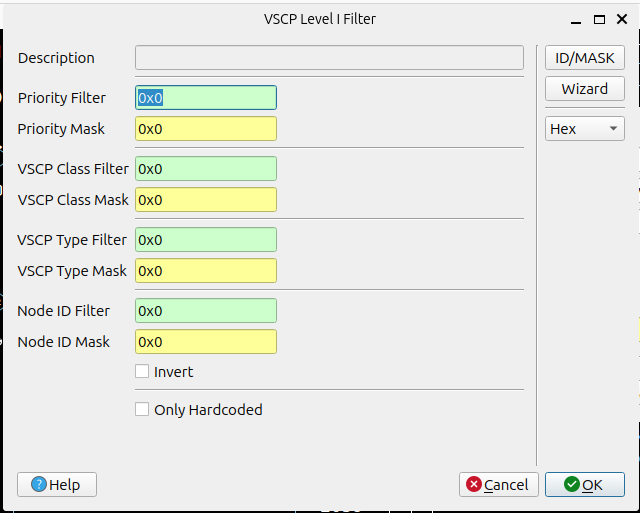 VSCP Level I Filter
Description
ID/MASK
Wizard
Priority Filter 0x0
Priority Mask 0x0
Hex
VSCP Class Filter 0x0
VSCP Class Mask 0x0
VSCP Type Filter 0x0
VSCP Type Mask 0x0
Node ID Filter 0x0
Node ID Mask 0x0
Invert
Only Hardcoded
? Help
Cancel
OK